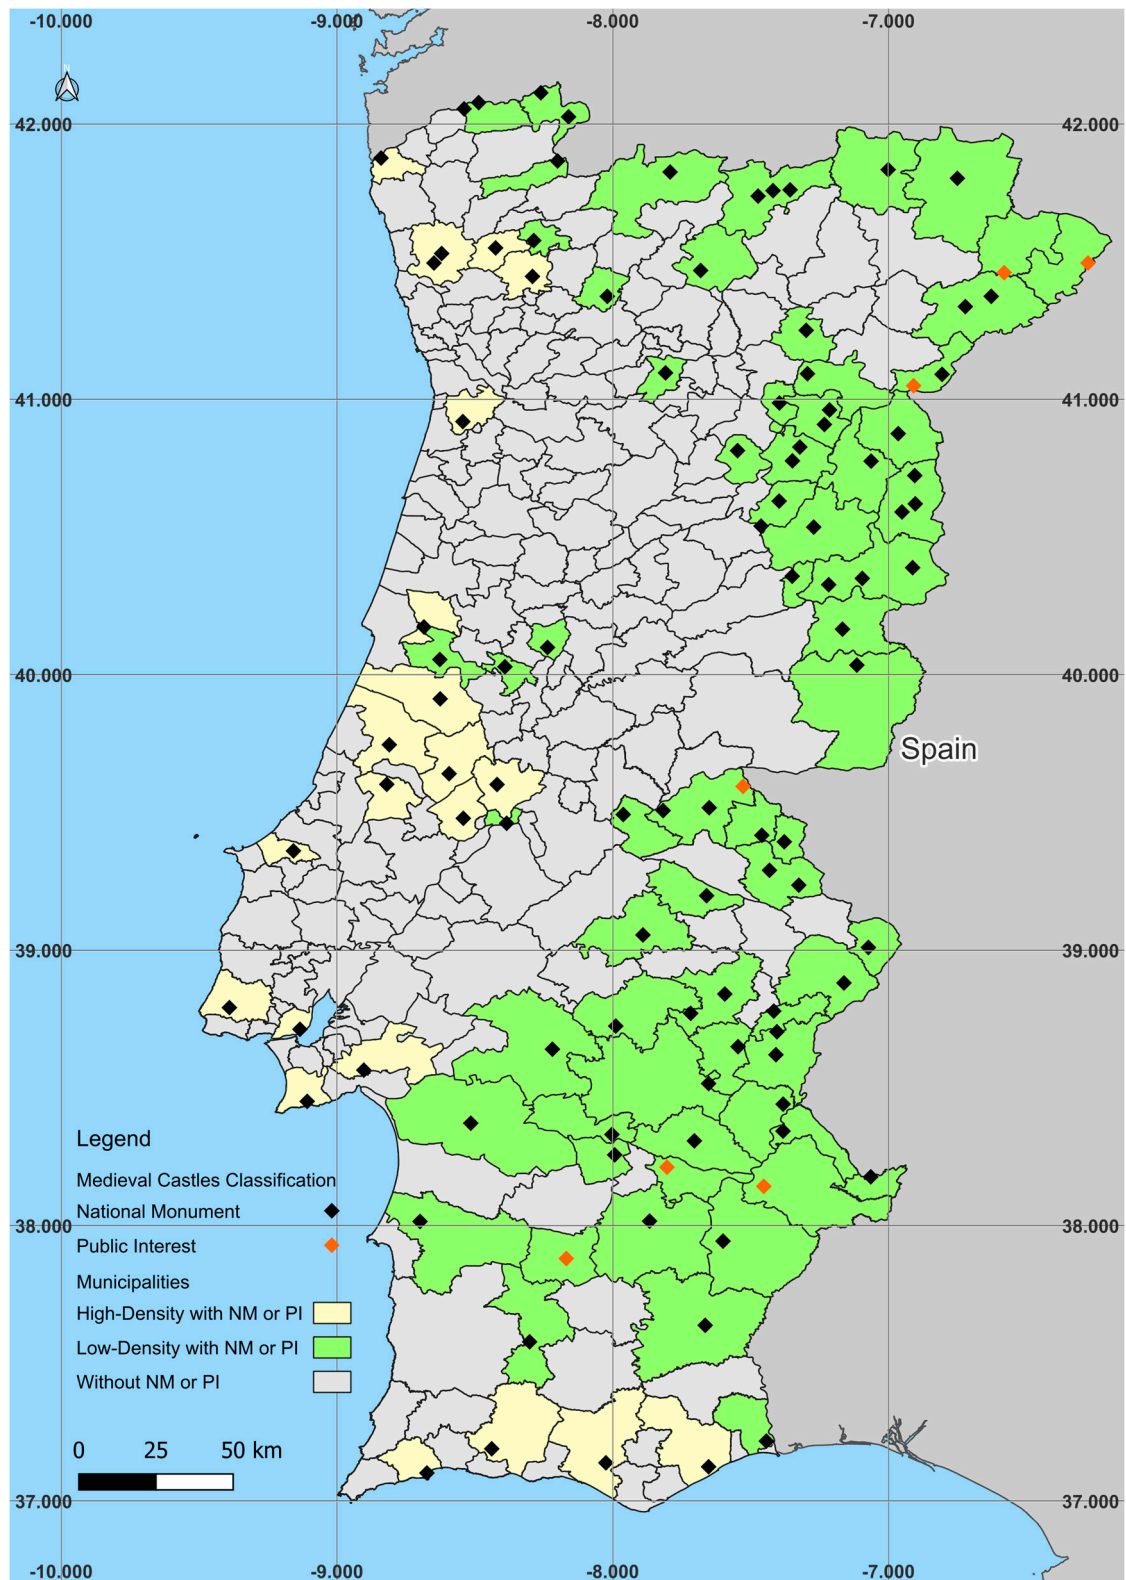 -10.000 -9.000 -8.000 -7.000
N
42.000 42.000
41.000 41.000
40.000 40.000
Spain
39.000 39.000
Legend
Medieval Castles Classification
National Monument
38.000 38.000
Public Interest
Municipalities
High-Density with NM or PI
Low-Density with NM or PI
Without NM or PI
0 25 50 km
37.000 37.000
-10.000 -9.000 -8.000 -7.000